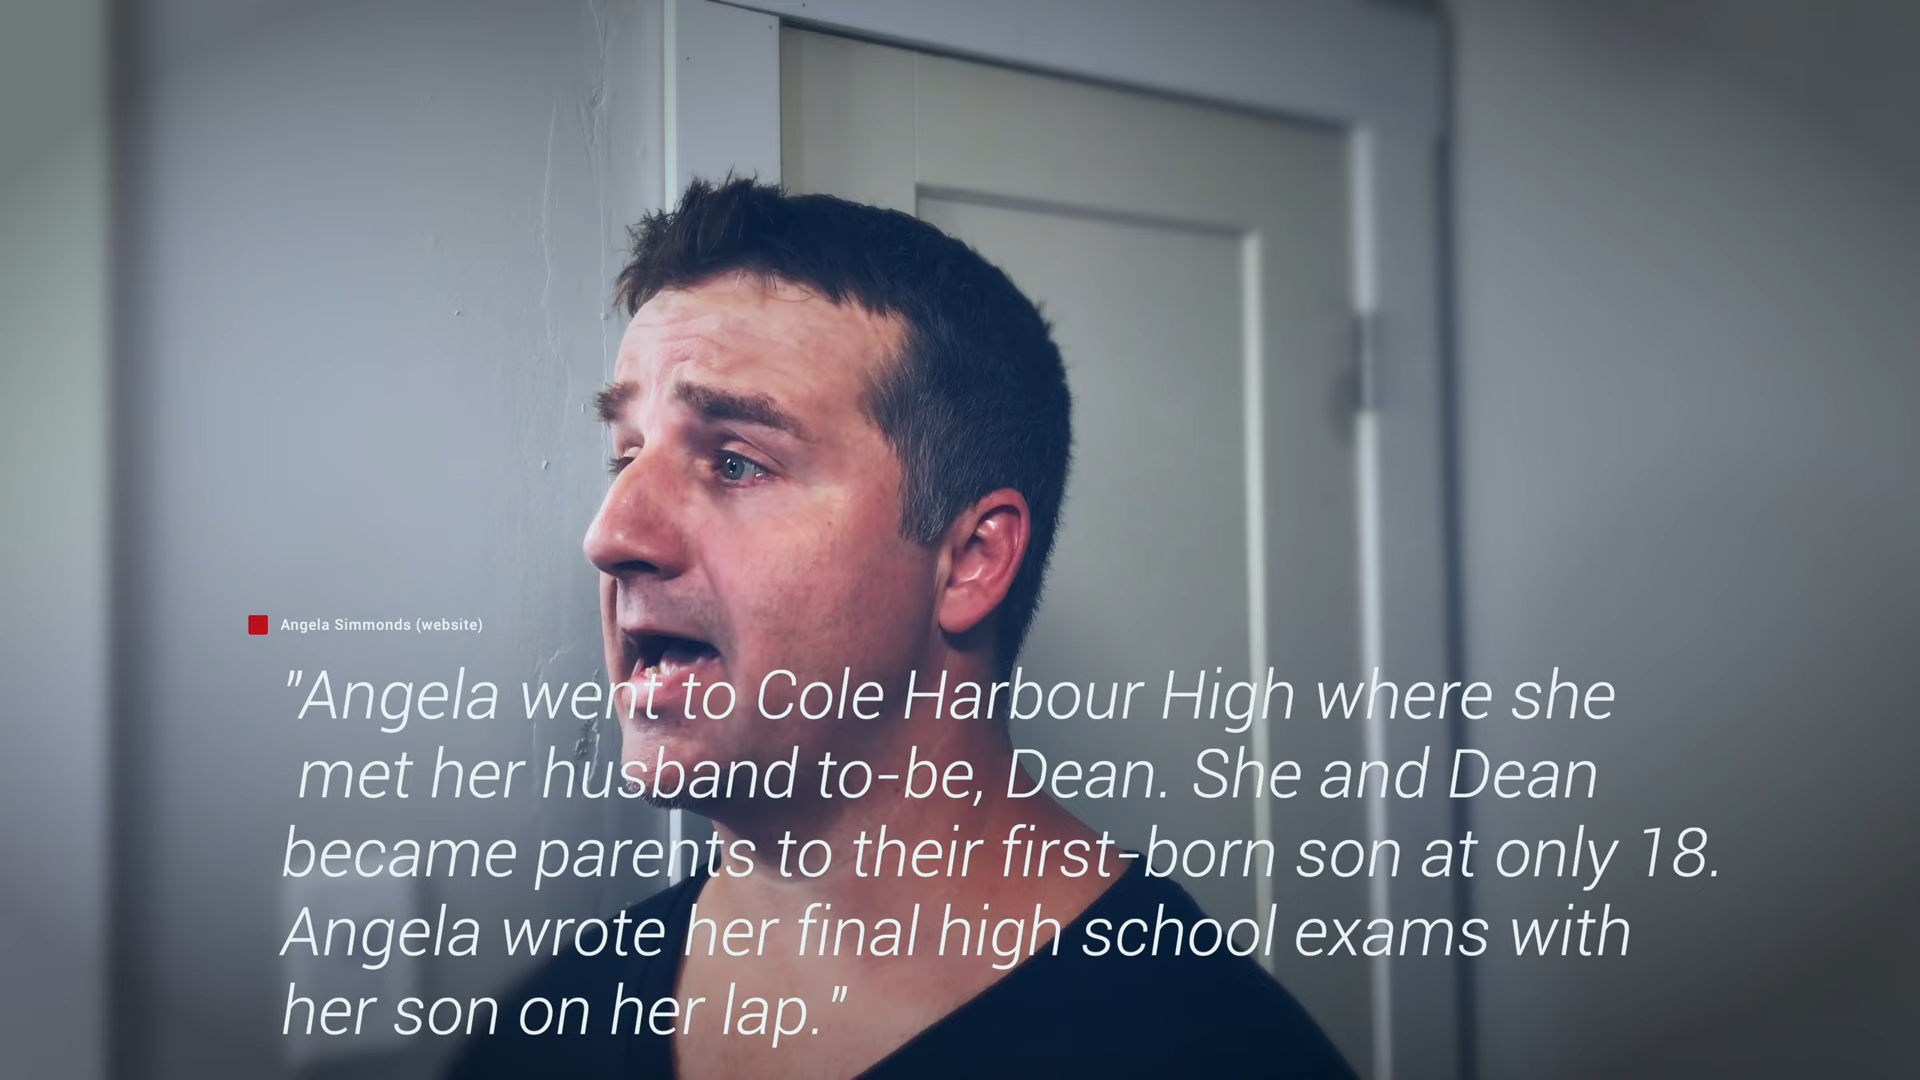 Angela Simmonds (website)
"Angela went to Cole Harbour High where she
met her husband to-be, Dean. She and Dean
became parents to their first-born son at only 18.
Angela wrote her final high school exams with
her son on her lap."